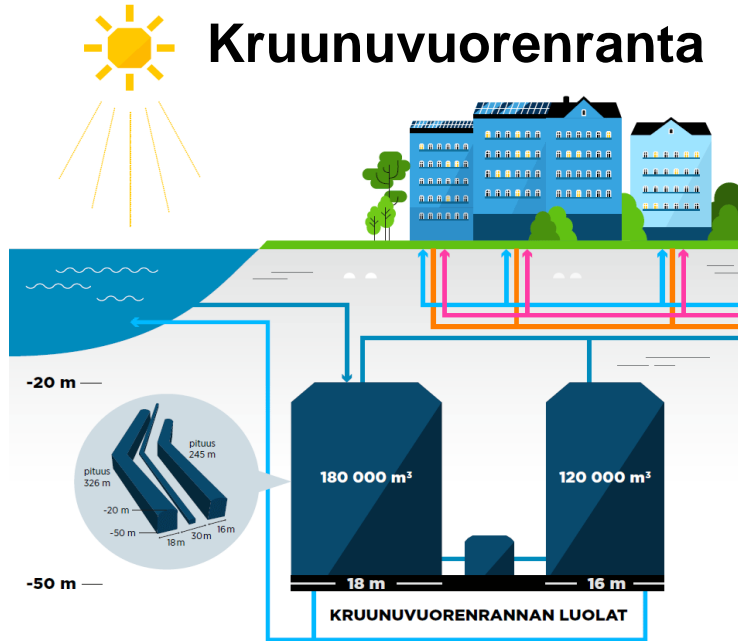 Kruunuvuorenranta
-20 m
pituus
245 m
pituus
326 m
-20 m
-50 m
18 m
30 m
16 m
180 000 m³
120 000 m³
-50 m
18 m
16 m
KRUUNUVUORENRANNAN LUOLAT